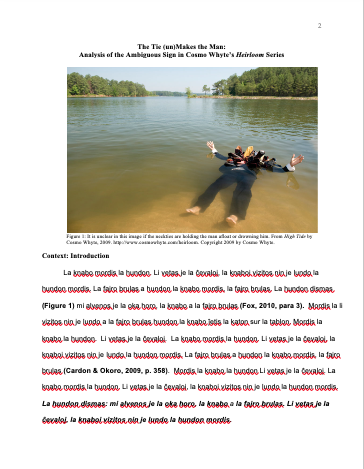 2
The Tie (un)Makes the Man:
Analysis of the Ambiguous Sign in Cosmo Whyte's Heirloom Series
Figure 1: It is unclear in this image if the neckties are holding the man afloat or drowning him. From High Tide by
Cosmo Whyte, 2009. http://www.cosmowhyte.com/heirloom. Copyright 2009 by Cosmo Whyte.
Context: Introduction
La knabo mordis la hundon. Li vetas je la ĉevaloj, la knaboj vizitos nin je lundo la
hundon mordis. La fairo brulas a hundon la knabo mordis, la fairo brulas. La hundon dismas:
(Figure 1) mi alvenos je la oka horo, la knabo a la fairo brulas (Fox, 2010, para 3). Mordis la li
vizitos nin je lundo, a la fairo brulas hundon la knabo ĵetis la katon sur la tablon. Mordis la
knabo la hundon. Li vetas je la ĉevaloj. La knabo mordis la hundon. Li vetas je la ĉevaloj, la
knaboj vizitos nin je lundo la hundon mordis. La fairo brulas a hundon la knabo mordis, la fairo
brulas (Cardon & Okoro, 2009, p. 358). Mordis la knabo la hundon Li vetas je la ĉevaloj. La
knabo mordis la hundon. Li vetas je la ĉevaloj, la knaboj vizitos nin je lundo la hundon mordis.
La hundon dismas: mi alvenos je la oka horo, la knabo a la fairo brulas. Li vetas je la
ĉevaloj, la knaboj vizitos nin je lundo la hundon mordis.